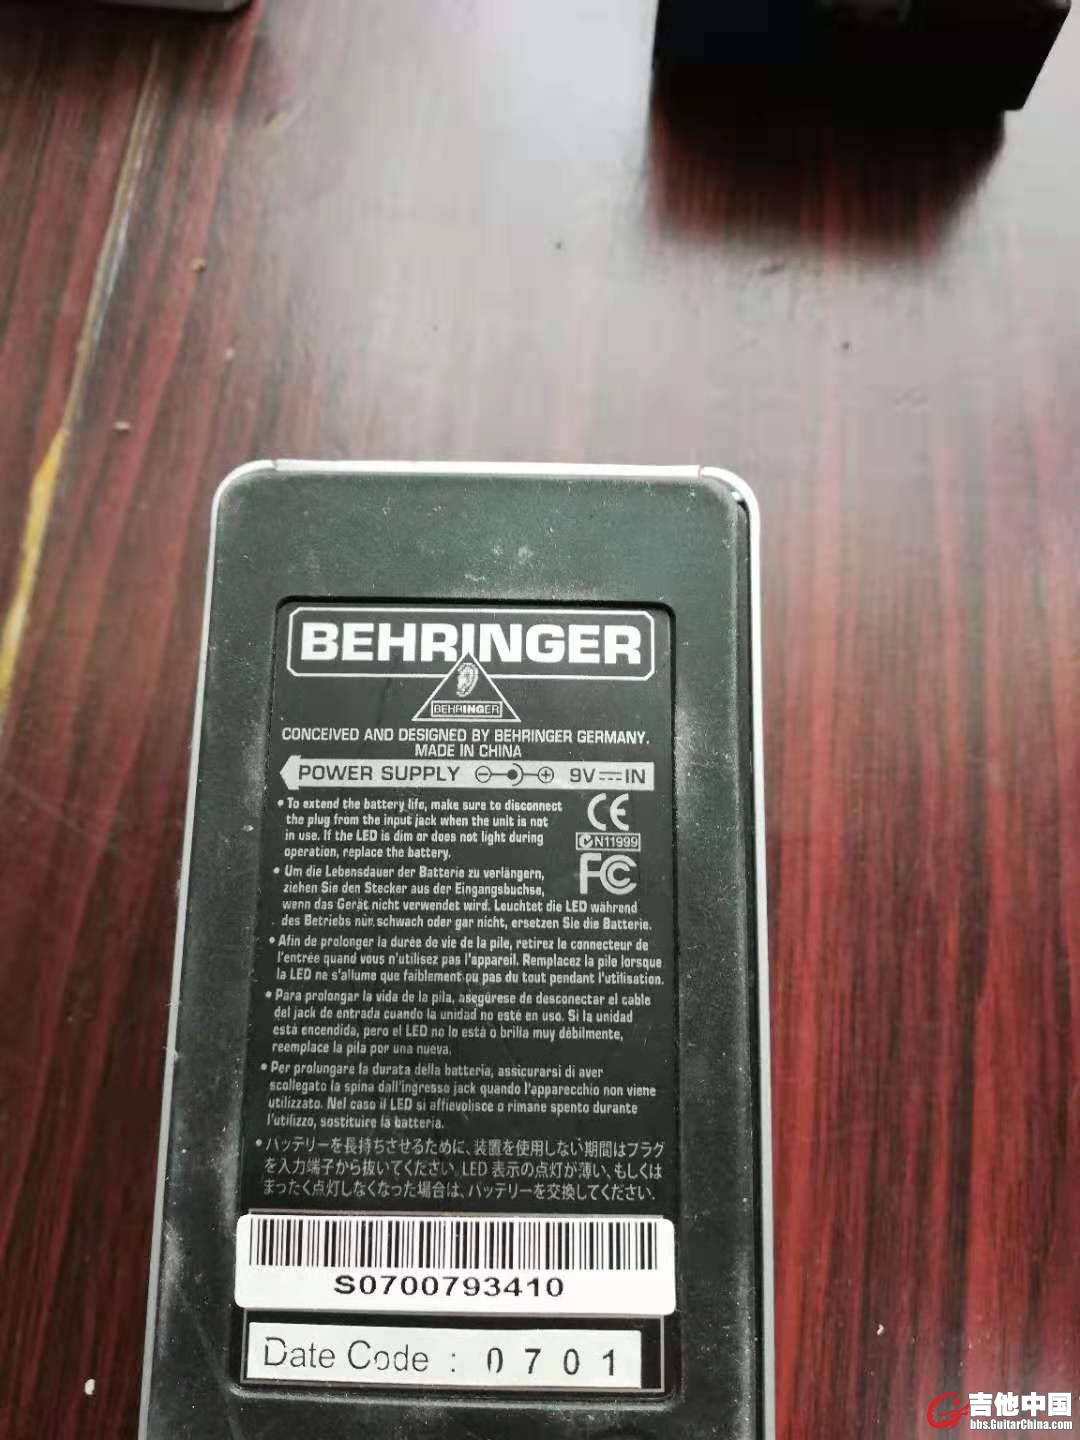 BEHRINGER
BEHRINGER
CONCEIVED AND DESIGNED BY BEHRINGER GERMANY.
MADE IN CHINA
POWER SUPPLY 9V IN
• To extend the battery life, make sure to disconnect
the plug from the input jack when the unit is not
in use. If the LED is dim or does not light during
operation, replace the battery.
CE
N11999
FC
• Um die Lebensdauer der Batterie zu verlängern,
ziehen Sie den Stecker aus der Eingangsbuchse,
wenn das Gerät nicht verwendet wird. Leuchtet die LED während
des Betriebs nur schwach oder gar nicht, ersetzen Sie die Batterie.
• Afin de prolonger la durée de vie de la pile, retirez le connecteur de
l'entrée quand vous n'utilisez pas l'appareil. Remplacez la pile lorsque
la LED ne s'allume que faiblement ou pas du tout pendant l'utilisation.
• Para prolongar la vida de la pila, asegúrese de desconectar el cable
del jack de entrada cuando la unidad no esté en uso. Si la unidad
está encendida, pero el LED no lo está o brilla muy débilmente,
reemplace la pila por una nueva.
• Per prolungare la durata della batteria, assicurarsi di aver
scollegato la spina dall'ingresso jack quando l'apparecchio non viene
utilizzato. Nel caso il LED si affievolisce o rimane spento durante
l'utilizzo, sostituire la batteria.
• バッテリーを長持ちさせるために、装置を使用しない期間はプラグ
を入力端子から抜いてください。LED 表示の点灯が薄い、もしくは
まったく点灯しなくなった場合は、バッテリーを交換してください。
S0700793410
Date Code : 0701
吉他中国
bbs.GuitarChina.com